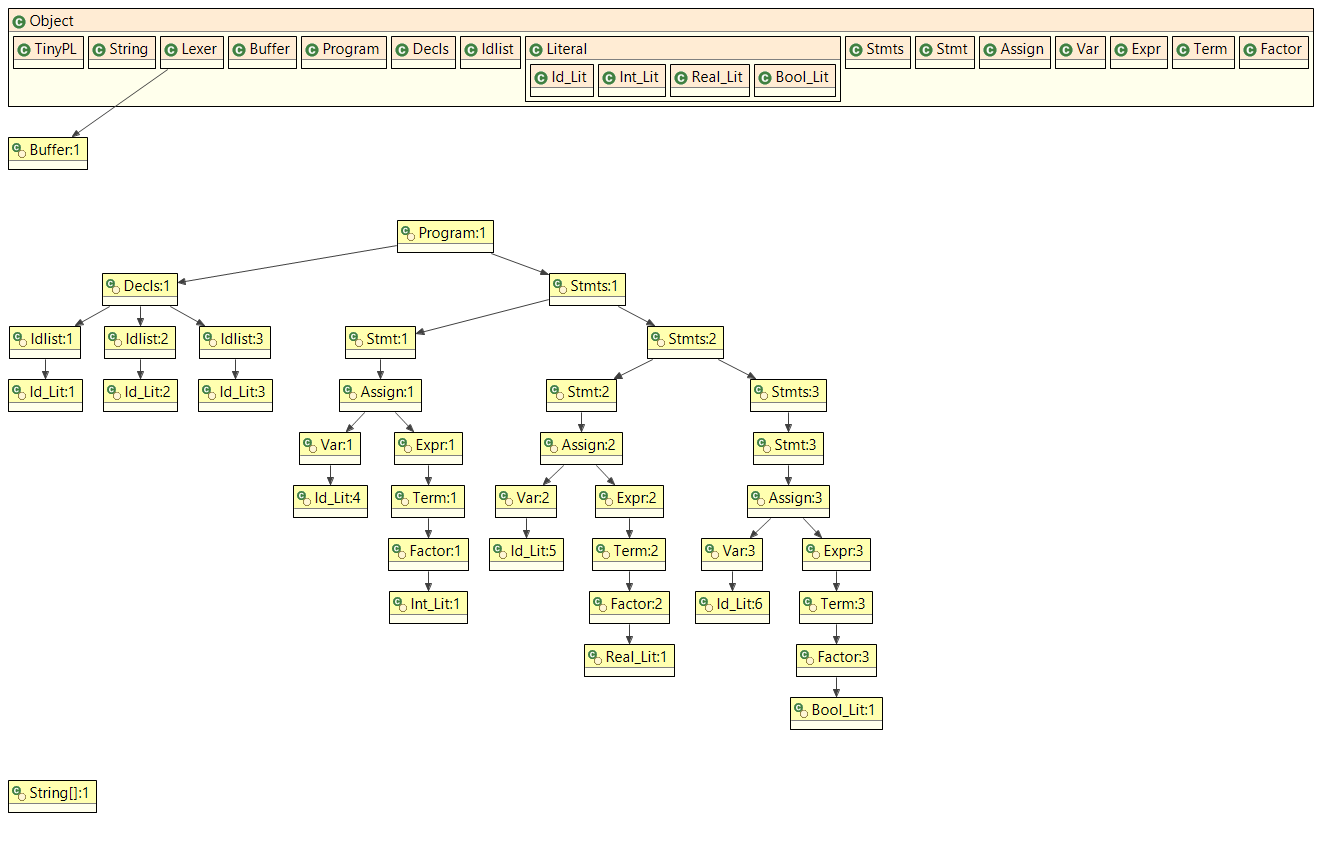 Object
TinyPL String Lexer Buffer Program Decls Idlist Literal Stmts Stmt Assign Var Expr Term Factor
Id_Lit Int_Lit Real_Lit Bool_Lit
Buffer:1
Program:1
Decls:1 Stmts:1
Idlist:1 Idlist:2 Idlist:3 Stmt:1 Stmts:2
Id_Lit:1 Id_Lit:2 Id_Lit:3 Assign:1 Stmt:2 Stmts:3
Var:1 Expr:1 Assign:2 Stmt:3
Id_Lit:4 Term:1 Var:2 Expr:2 Assign:3
Factor:1 Id_Lit:5 Term:2 Var:3 Expr:3
Int_Lit:1 Factor:2 Id_Lit:6 Term:3
Real_Lit:1 Factor:3
Bool_Lit:1
String[]:1